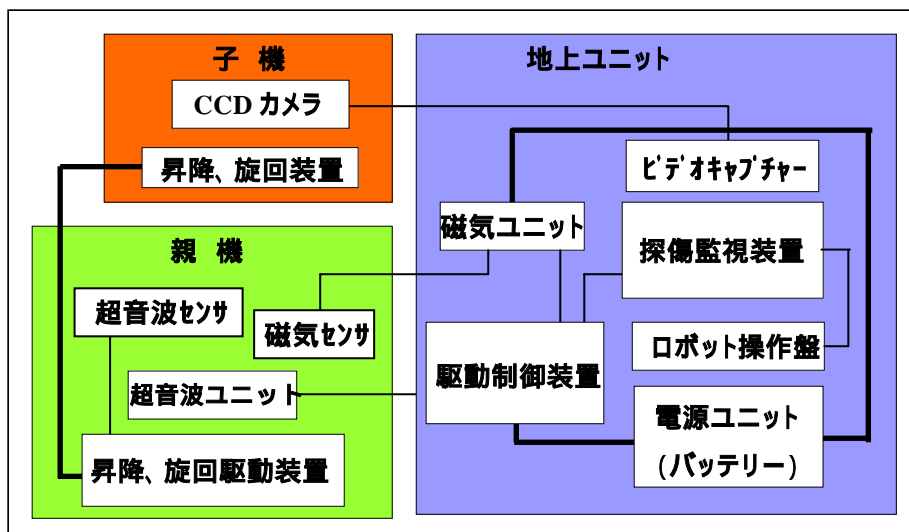 子 機
CCD カメラ
昇降、旋回装置
親 機
超音波センサ
磁気センサ
超音波ユニット
昇降、旋回駆動装置
地上ユニット
ビデオキャプチャー
磁気ユニット
探傷監視装置
ロボット操作盤
駆動制御装置
電源ユニット
(バッテリー)